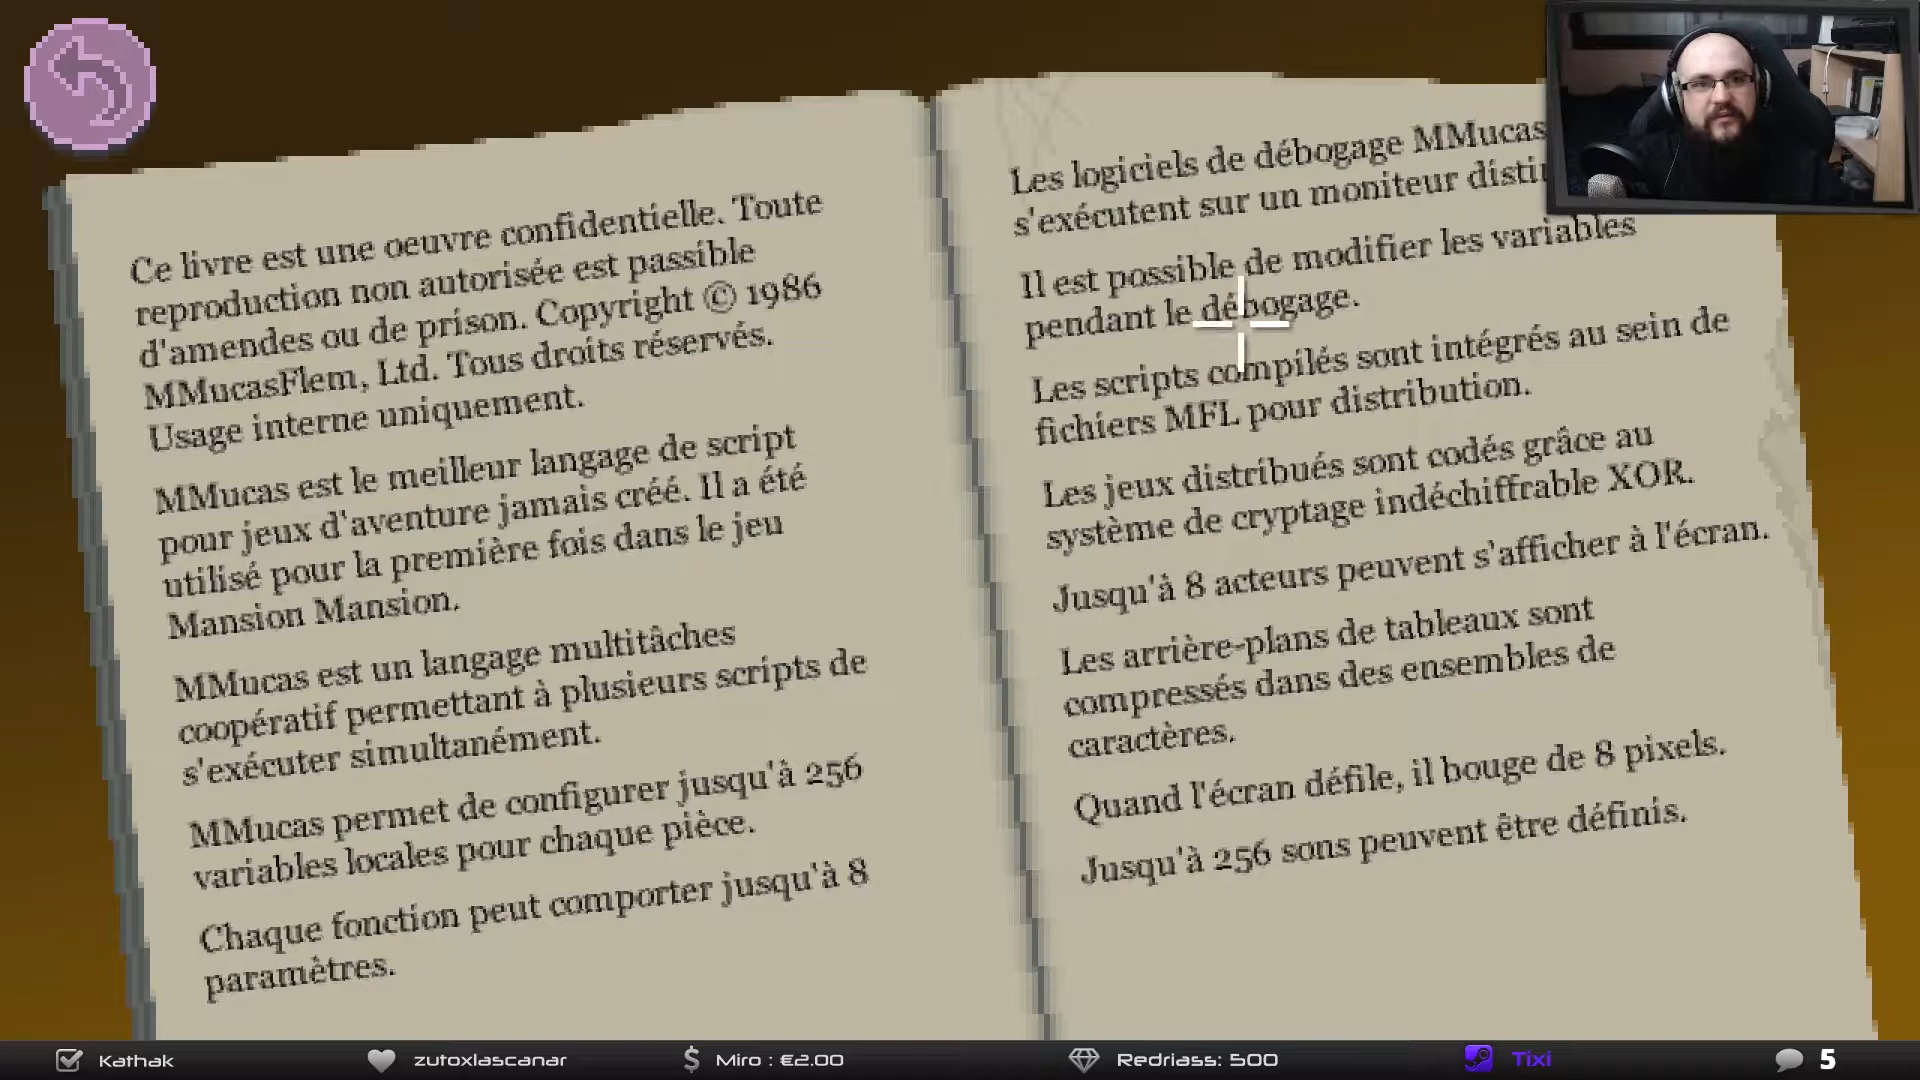 Ce livre est une oeuvre confidentielle. Toute
reproduction non autorisée est passible
d'amendes ou de prison. Copyright © 1986
MMucasFlem, Ltd. Tous droits réservés.
Usage interne uniquement.
MMucas est le meilleur langage de script
pour jeux d'aventure jamais créé. Il a été
utilisé pour la première fois dans le jeu
Mansion Mansion.
MMucas est un langage multitâches
coopératif permettant à plusieurs scripts de
s'exécuter simultanément.
MMucas permet de configurer jusqu'à 256
variables locales pour chaque pièce.
Chaque fonction peut comporter jusqu'à 8
paramètres.
Les logiciels de débogage MMucas
s'exécutent sur un moniteur
Il est possible de modifier les variables
pendant le débogage.
Les scripts compilés sont intégrés au sein de
fichiers MFL pour distribution.
Les jeux distribués sont codés grâce au
système de cryptage indéchiffrable XOR.
Jusqu'à 8 acteurs peuvent s'afficher à l'écran.
Les arrière-plans de tableaux sont
compressés dans des ensembles de
caractères.
Quand l'écran défile, il bouge de 8 pixels.
Jusqu'à 256 sons peuvent être définis.
Kathak
zutoxlascanar
$ Miro : €2.00
Redriass: 500
Tixi
5